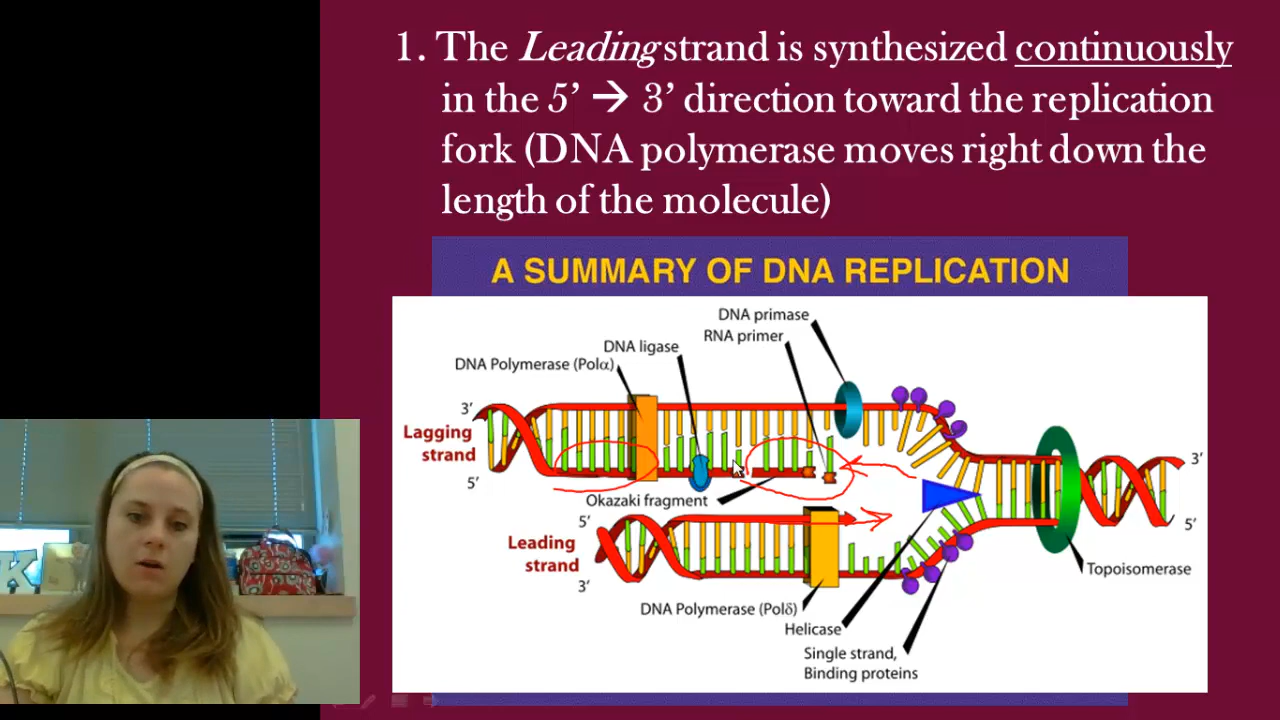 1. The Leading strand is synthesized continuously
in the 5’ → 3’ direction toward the replication
fork (DNA polymerase moves right down the
length of the molecule)
A SUMMARY OF DNA REPLICATION
DNA primase
RNA primer
DNA ligase
DNA Polymerase (Polα)
3’
Lagging
strand
5’
3’
5’
Okazaki fragment
5’
Leading
strand
3’
Topoisomerase
DNA Polymerase (Polδ)
Helicase
Single strand,
Binding proteins
K